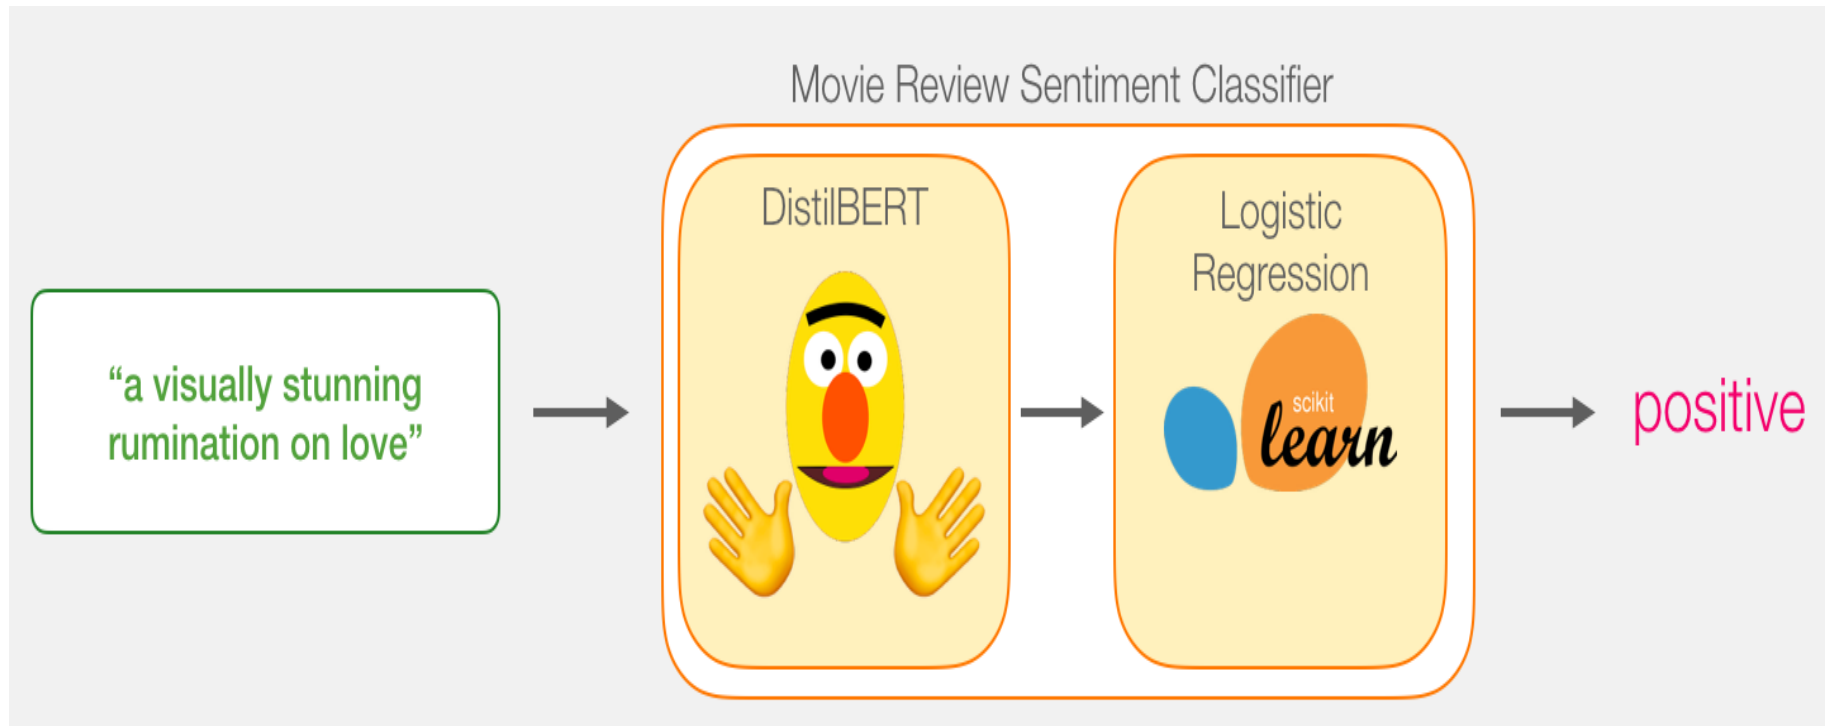 Movie Review Sentiment Classifier
DistilBERT
Logistic
Regression
“a visually stunning
rumination on love”
scikit
learn
positive